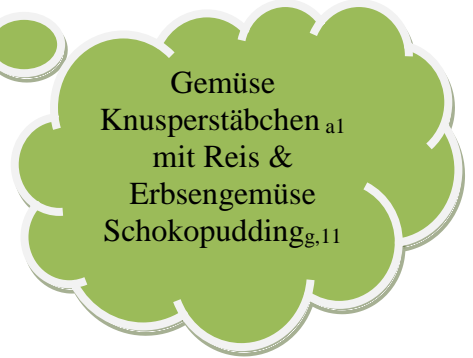 Gemüse
Knusperstäbchen a1
mit Reis &
Erbsengemüse
Schokopudding g,11